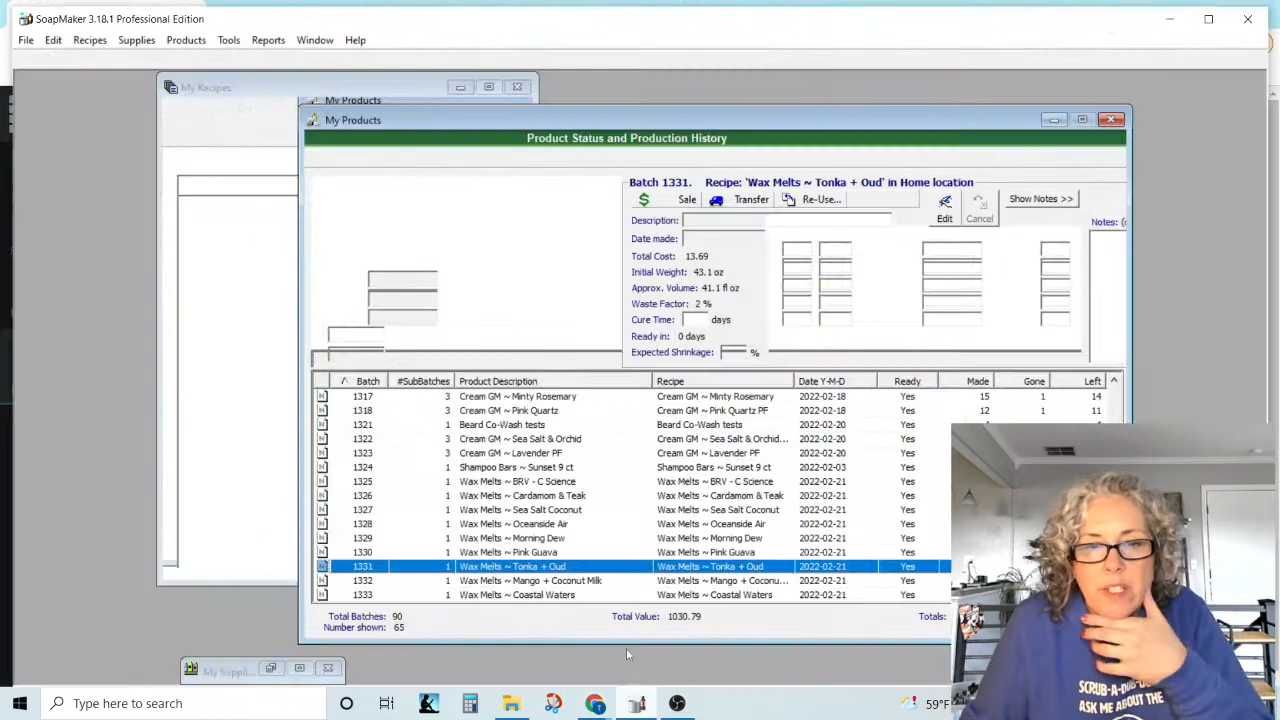 SoapMaker 3.18.1 Professional Edition
File Edit Recipes Supplies Products Tools Reports Window Help
My Recipes
My Products
My Products
Product Status and Production History
Batch 1331. Recipe: 'Wax Melts ~ Tonka + Oud' in Home location
$ Sale Transfer Re-Use... Edit Cancel Show Notes >>
Description:
Notes:
Date made:
Total Cost: 13.69
Initial Weight: 43.1 oz
Approx. Volume: 41.1 fl oz
Waste Factor: 2 %
Cure Time: days
Ready in: 0 days
Expected Shrinkage: %
Batch #SubBatches Product Description Recipe Date Y-M-D Ready Made Gone Left
1317 3 Cream GM ~ Minty Rosemary Cream GM ~ Minty Rosemary 2022-02-18 Yes 15 1 14
1318 3 Cream GM ~ Pink Quartz Cream GM ~ Pink Quartz PF 2022-02-18 Yes 12 1 11
1321 1 Beard Co-Wash tests Beard Co-Wash tests 2022-02-20 Yes
1322 3 Cream GM ~ Sea Salt & Orchid Cream GM ~ Sea Salt & Orchid... 2022-02-20 Yes
1323 3 Cream GM ~ Lavender PF Cream GM ~ Lavender PF 2022-02-20 Yes
1324 1 Shampoo Bars ~ Sunset 9 ct Shampoo Bars ~ Sunset 9 ct 2022-02-03 Yes
1325 1 Wax Melts ~ BRV - C Science Wax Melts ~ BRV - C Science 2022-02-21 Yes
1326 1 Wax Melts ~ Cardamom & Teak Wax Melts ~ Cardamom & Teak 2022-02-21 Yes
1327 1 Wax Melts ~ Sea Salt Coconut Wax Melts ~ Sea Salt Coconut 2022-02-21 Yes
1328 1 Wax Melts ~ Oceanside Air Wax Melts ~ Oceanside Air 2022-02-21 Yes
1329 1 Wax Melts ~ Morning Dew Wax Melts ~ Morning Dew 2022-02-21 Yes
1330 1 Wax Melts ~ Pink Guava Wax Melts ~ Pink Guava 2022-02-21 Yes
1331 1 Wax Melts ~ Tonka + Oud Wax Melts ~ Tonka + Oud 2022-02-21 Yes
1332 1 Wax Melts ~ Mango + Coconut Milk Wax Melts ~ Mango + Coconu... 2022-02-21 Yes
1333 1 Wax Melts ~ Coastal Waters Wax Melts ~ Coastal Waters 2022-02-21 Yes
Total Batches: 90 Total Value: 1030.79 Totals:
Number shown: 65
My Suppli...
Type here to search
59°F
ASK ME ABOUT THE